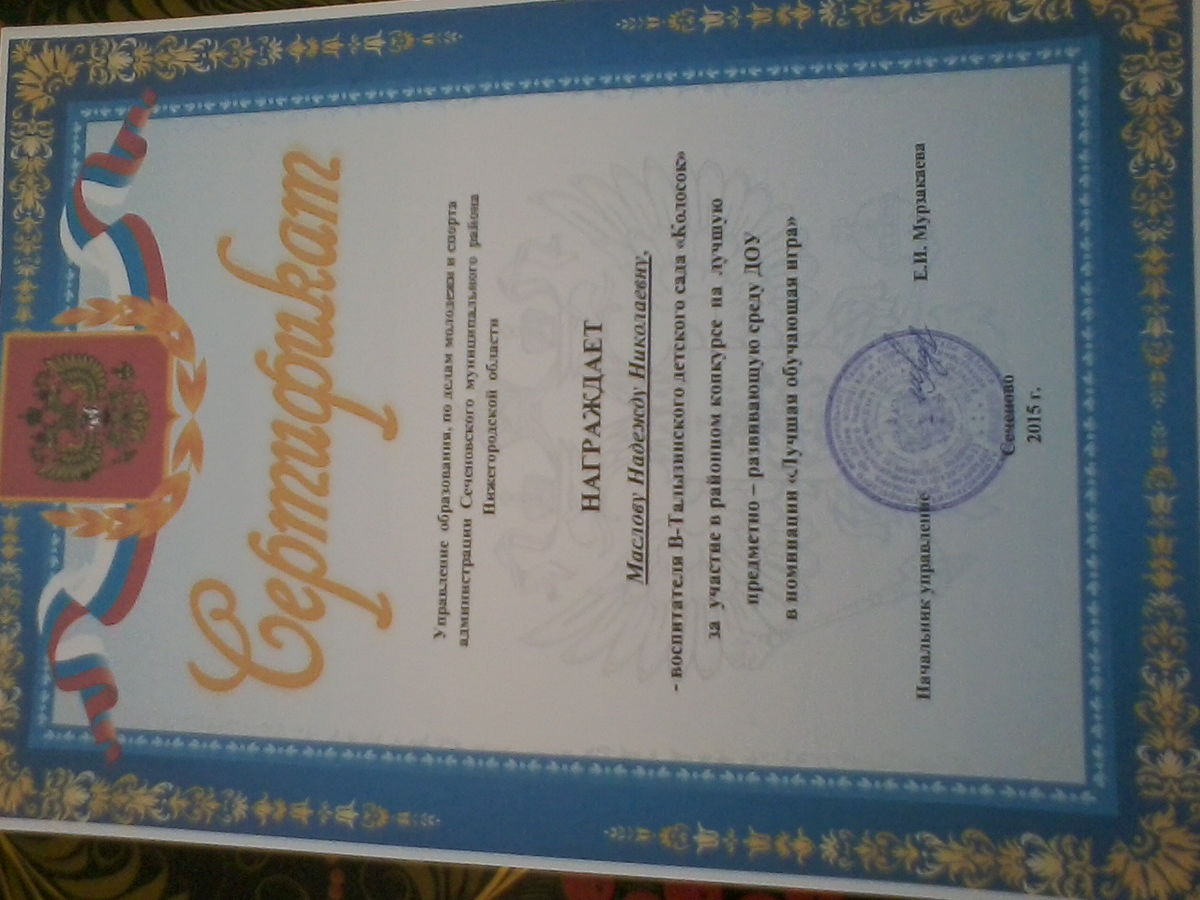 Сертификат
Управление образования, по делам молодежи и спорта
администрации Сеченовского муниципального района
Нижегородской области
НАГРАЖДАЕТ
Маслову Надежду Николаевну,
- воспитателя В-Талызинского детского сада «Колосок»
за участие в районном конкурсе на лучшую
предметно – развивающую среду ДОУ
в номинации «Лучшая обучающая игра»
Начальник управление Е.И. Мурзакаева
Сеченово
2015 г.